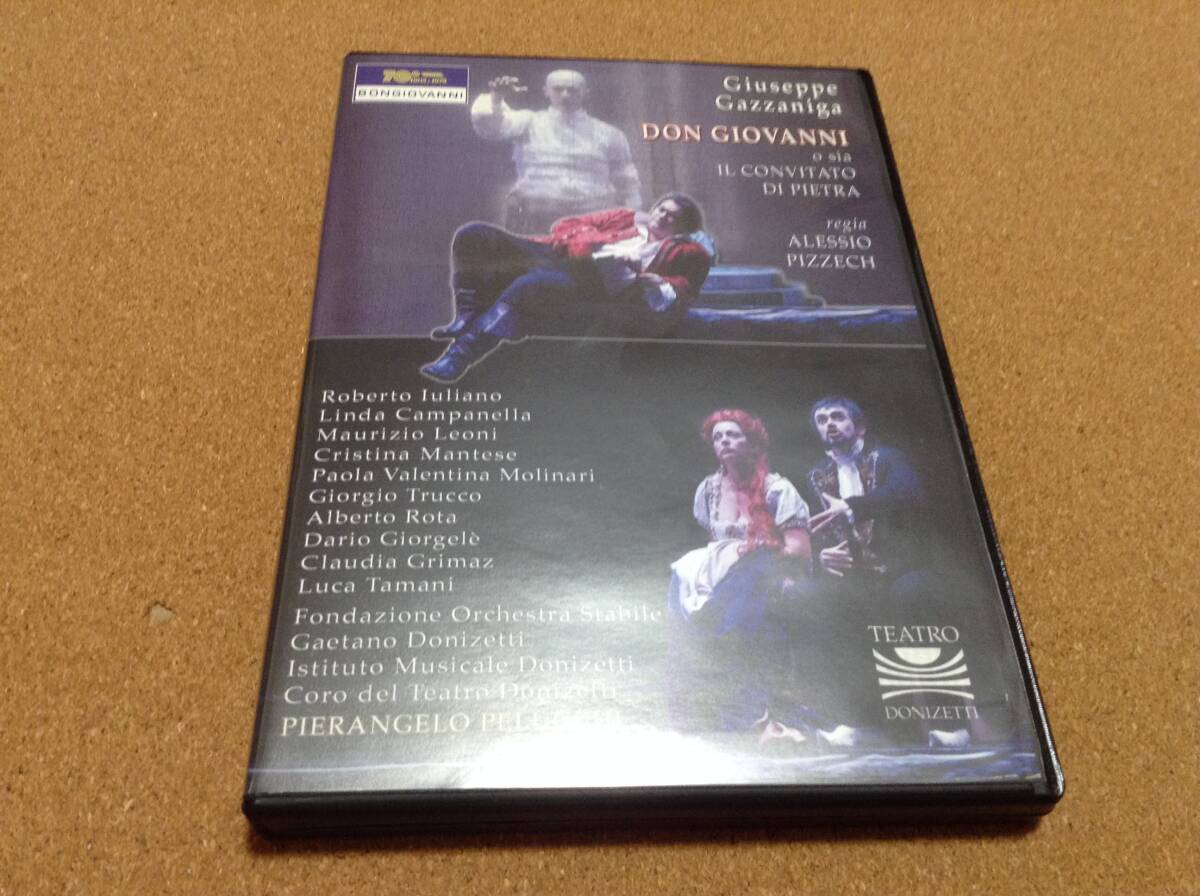 BONGIOVANNI
Giuseppe
Gazzaniga
DON GIOVANNI
o sia
IL CONVITATO
DI PIETRA
regia
ALESSIO
PIZZECH
Roberto Iuliano
Linda Campanella
Maurizio Leoni
Cristina Mantese
Paola Valentina Molinari
Giorgio Trucco
Alberto Rota
Dario Giorgelè
Claudia Grimaz
Luca Tamani
Fondazione Orchestra Stabile
Gaetano Donizetti
Istituto Musicale Donizetti
Coro del Teatro Donizetti
PIERANGELO
TEATRO
DONIZETTI